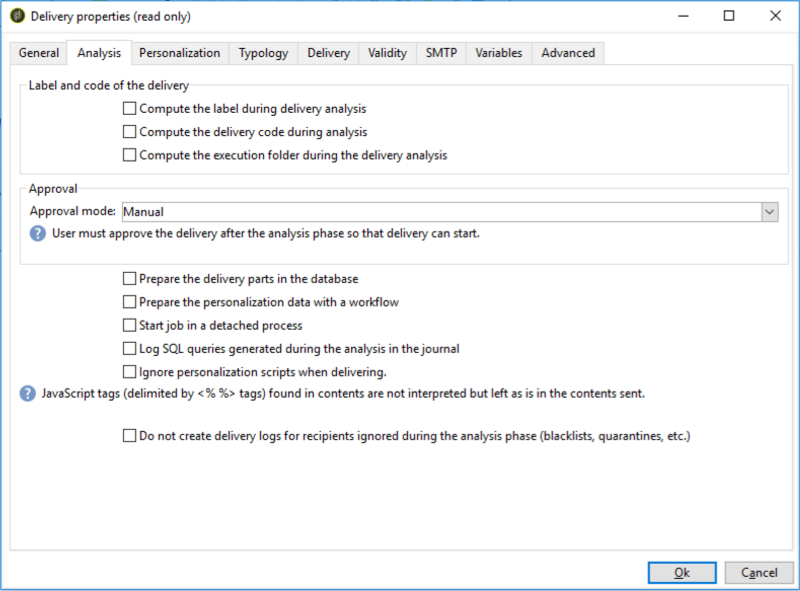 Delivery properties (read only)
General Analysis Personalization Typology Delivery Validity SMTP Variables Advanced
Label and code of the delivery
Compute the label during delivery analysis
Compute the delivery code during analysis
Compute the execution folder during the delivery analysis
Approval
Approval mode: Manual
? User must approve the delivery after the analysis phase so that delivery can start.
Prepare the delivery parts in the database
Prepare the personalization data with a workflow
Start job in a detached process
Log SQL queries generated during the analysis in the journal
Ignore personalization scripts when delivering.
? JavaScript tags (delimited by <% %> tags) found in contents are not interpreted but left as is in the contents sent.
Do not create delivery logs for recipients ignored during the analysis phase (blacklists, quarantines, etc.)
Ok Cancel